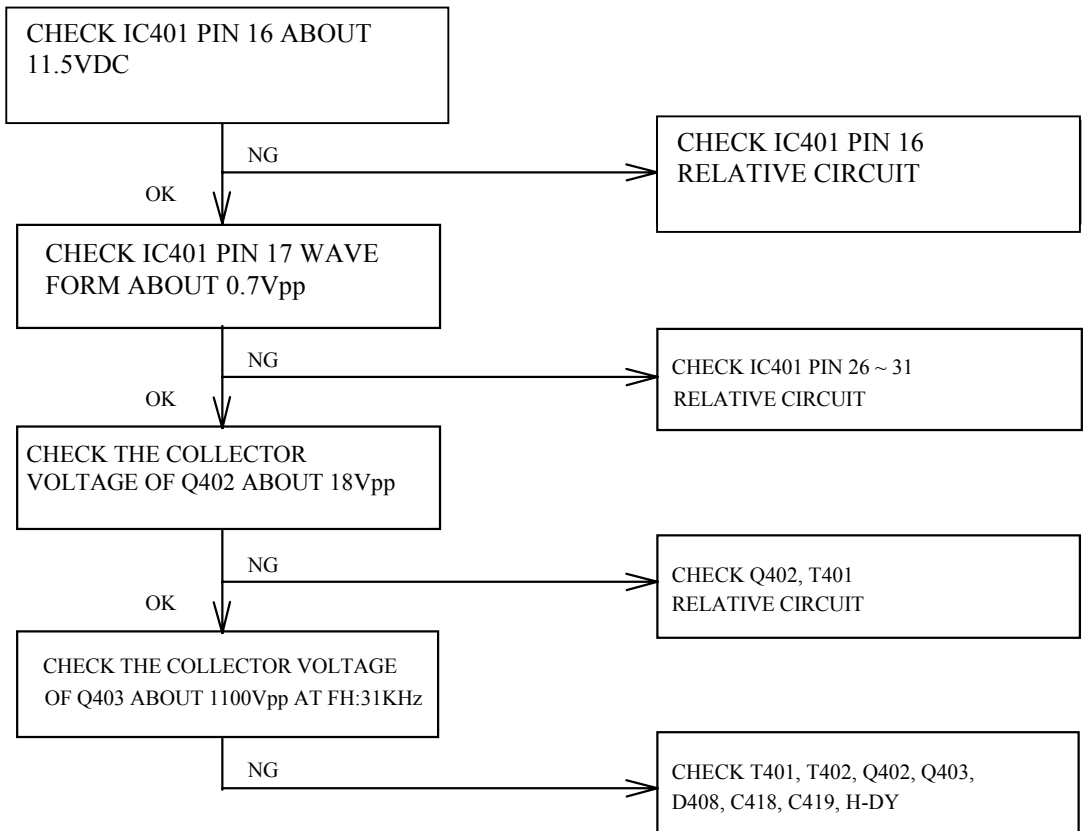 CHECK IC401 PIN 16 ABOUT
11.5VDC
NG
CHECK IC401 PIN 16
RELATIVE CIRCUIT
OK
CHECK IC401 PIN 17 WAVE
FORM ABOUT 0.7Vpp
NG
CHECK IC401 PIN 26 ~ 31
RELATIVE CIRCUIT
OK
CHECK THE COLLECTOR
VOLTAGE OF Q402 ABOUT 18Vpp
NG
CHECK Q402, T401
RELATIVE CIRCUIT
OK
CHECK THE COLLECTOR VOLTAGE
OF Q403 ABOUT 1100Vpp AT FH:31KHz
NG
CHECK T401, T402, Q402, Q403,
D408, C418, C419, H-DY